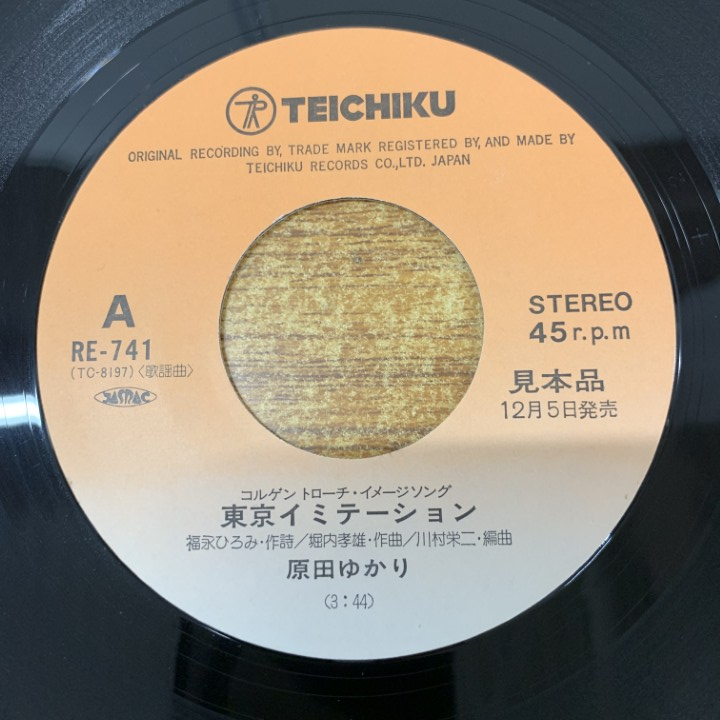 TEICHIKU
ORIGINAL RECORDING BY, TRADE MARK REGISTERED BY, AND MADE BY
TEICHIKU RECORDS CO., LTD. JAPAN
A
RE-741
(TC-8197)〈歌謡曲〉
JASRAC
STEREO
45 r.p.m
見本品
12月5日発売
コルゲン トローチ・イメージソング
東京イミテーション
福永ひろみ・作詩／堀内孝雄・作曲／川村栄二・編曲
原田ゆかり
(3:44)